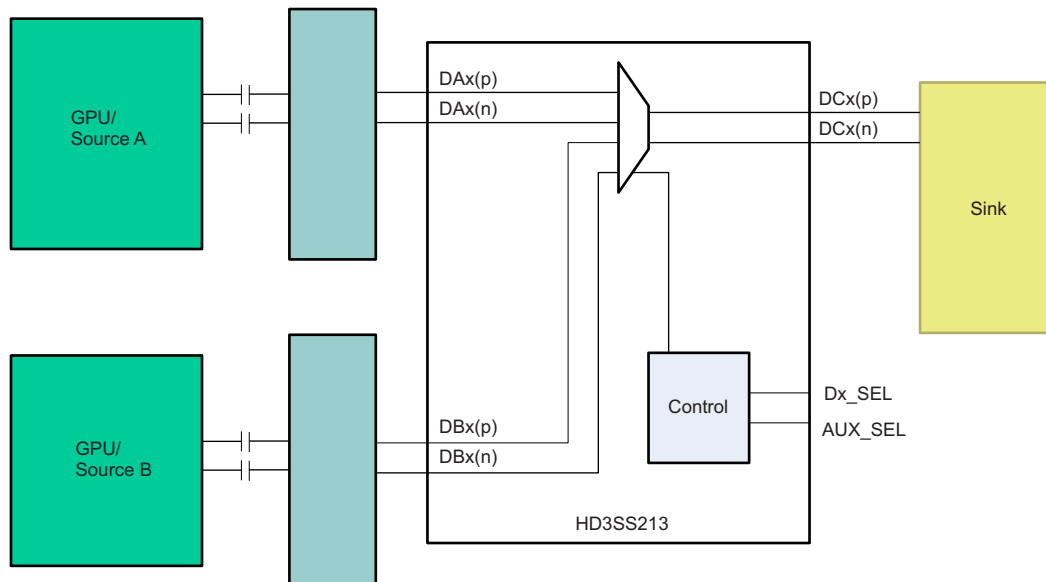 GPU/
Source A
DAx(p)
DAx(n)
DCx(p)
DCx(n)
Sink
GPU/
Source B
DBx(p)
DBx(n)
Control
Dx_SEL
AUX_SEL
HD3SS213